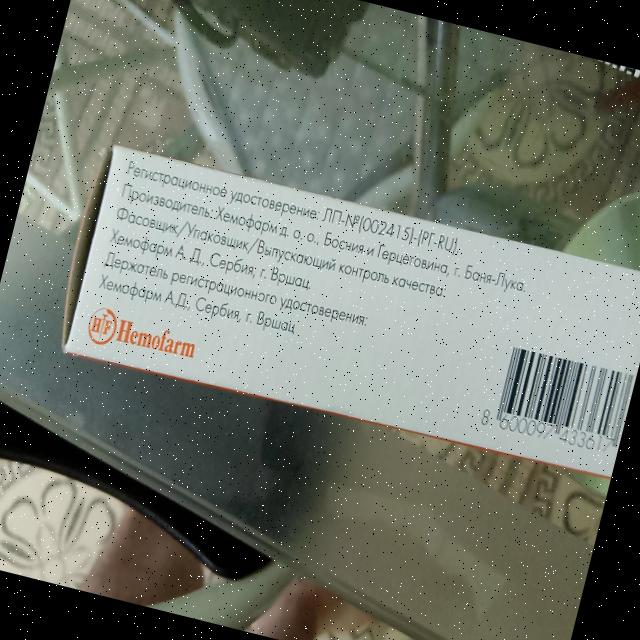 Регистрационное удостоверение: ЛП-№(002415)-(РГ-RU).
Производитель: Хемофарм д. о. о., Босния и Герцеговина, г. Баня-Лука.
Фасовщик/Упаковщик/Выпускающий контроль качества:
Хемофарм А. Д., Сербия, г. Вршац.
Держатель регистрационного удостоверения:
Хемофарм А.Д., Сербия, г. Вршац.
HF Hemofarm